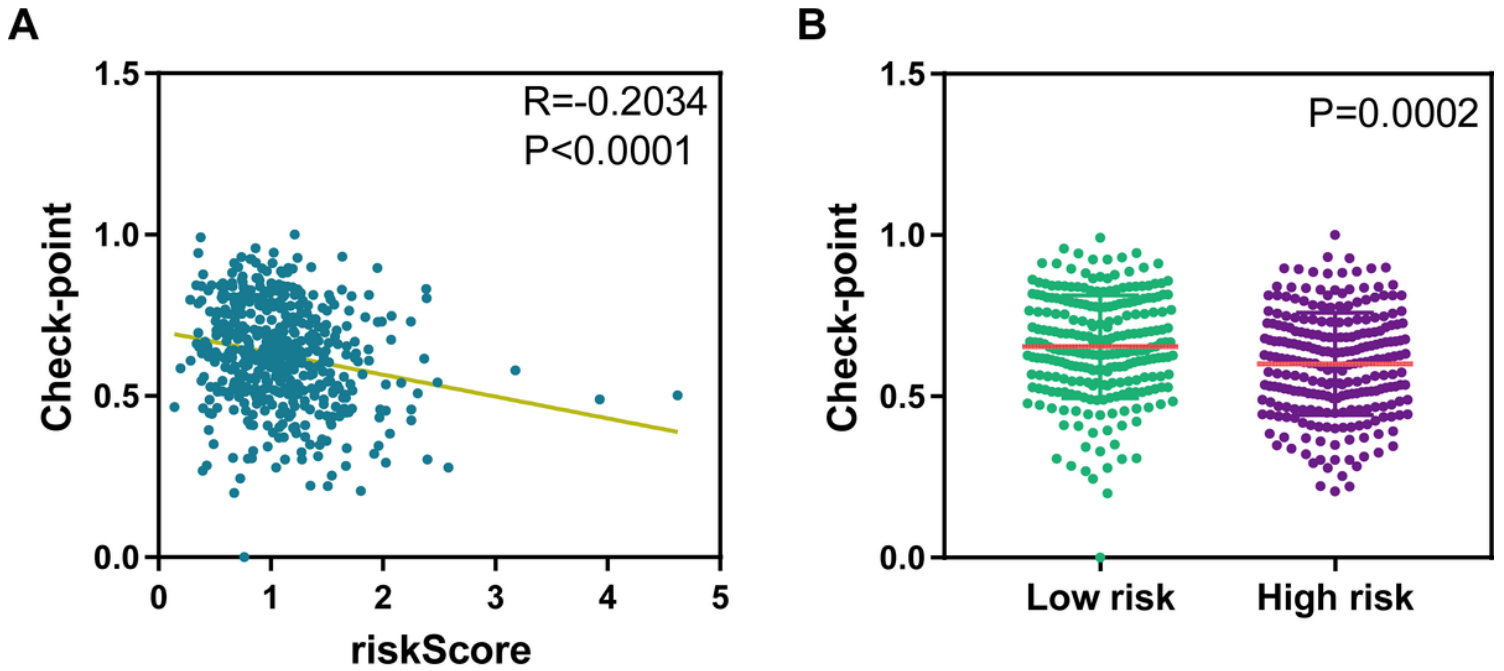 A
1.5
1.0
0.5
0.0
Check-point
R=-0.2034
P<0.0001
0 1 2 3 4 5
riskScore
B
1.5
1.0
0.5
0.0
Check-point
P=0.0002
Low risk High risk